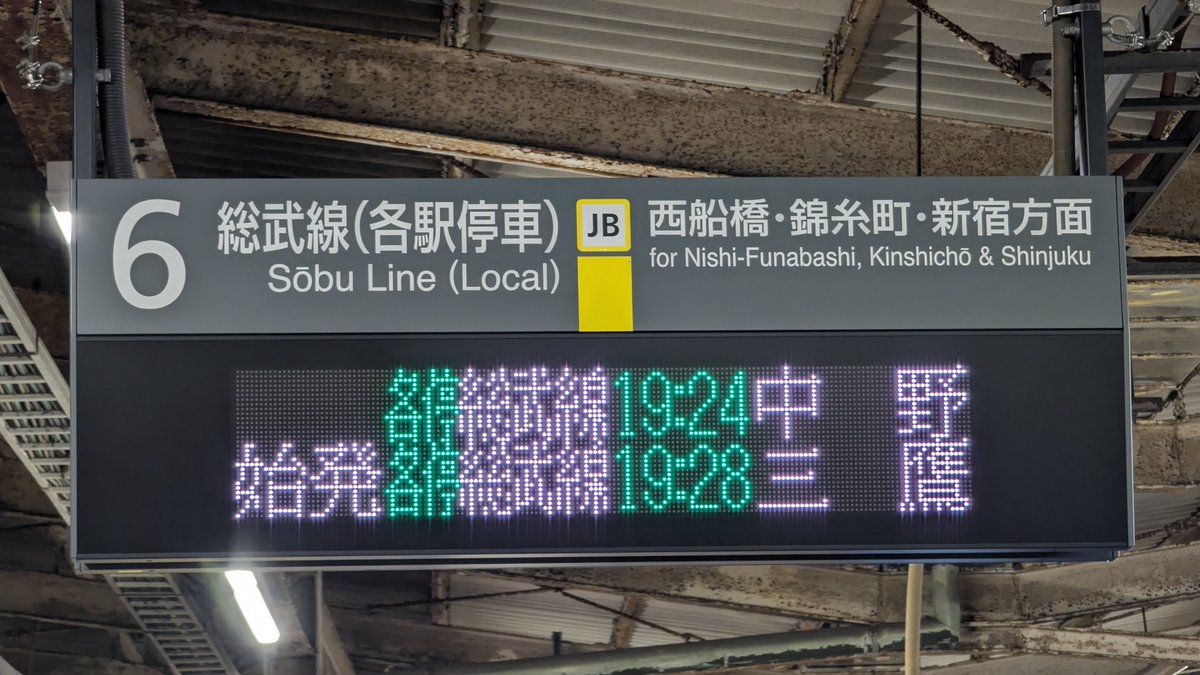 6
総武線(各駅停車)
Sōbu Line (Local)
JB
西船橋・錦糸町・新宿方面
for Nishi-Funabashi, Kinshichō & Shinjuku
各停 総武線 19:24 中野
始発 各停 総武線 19:28 三鷹